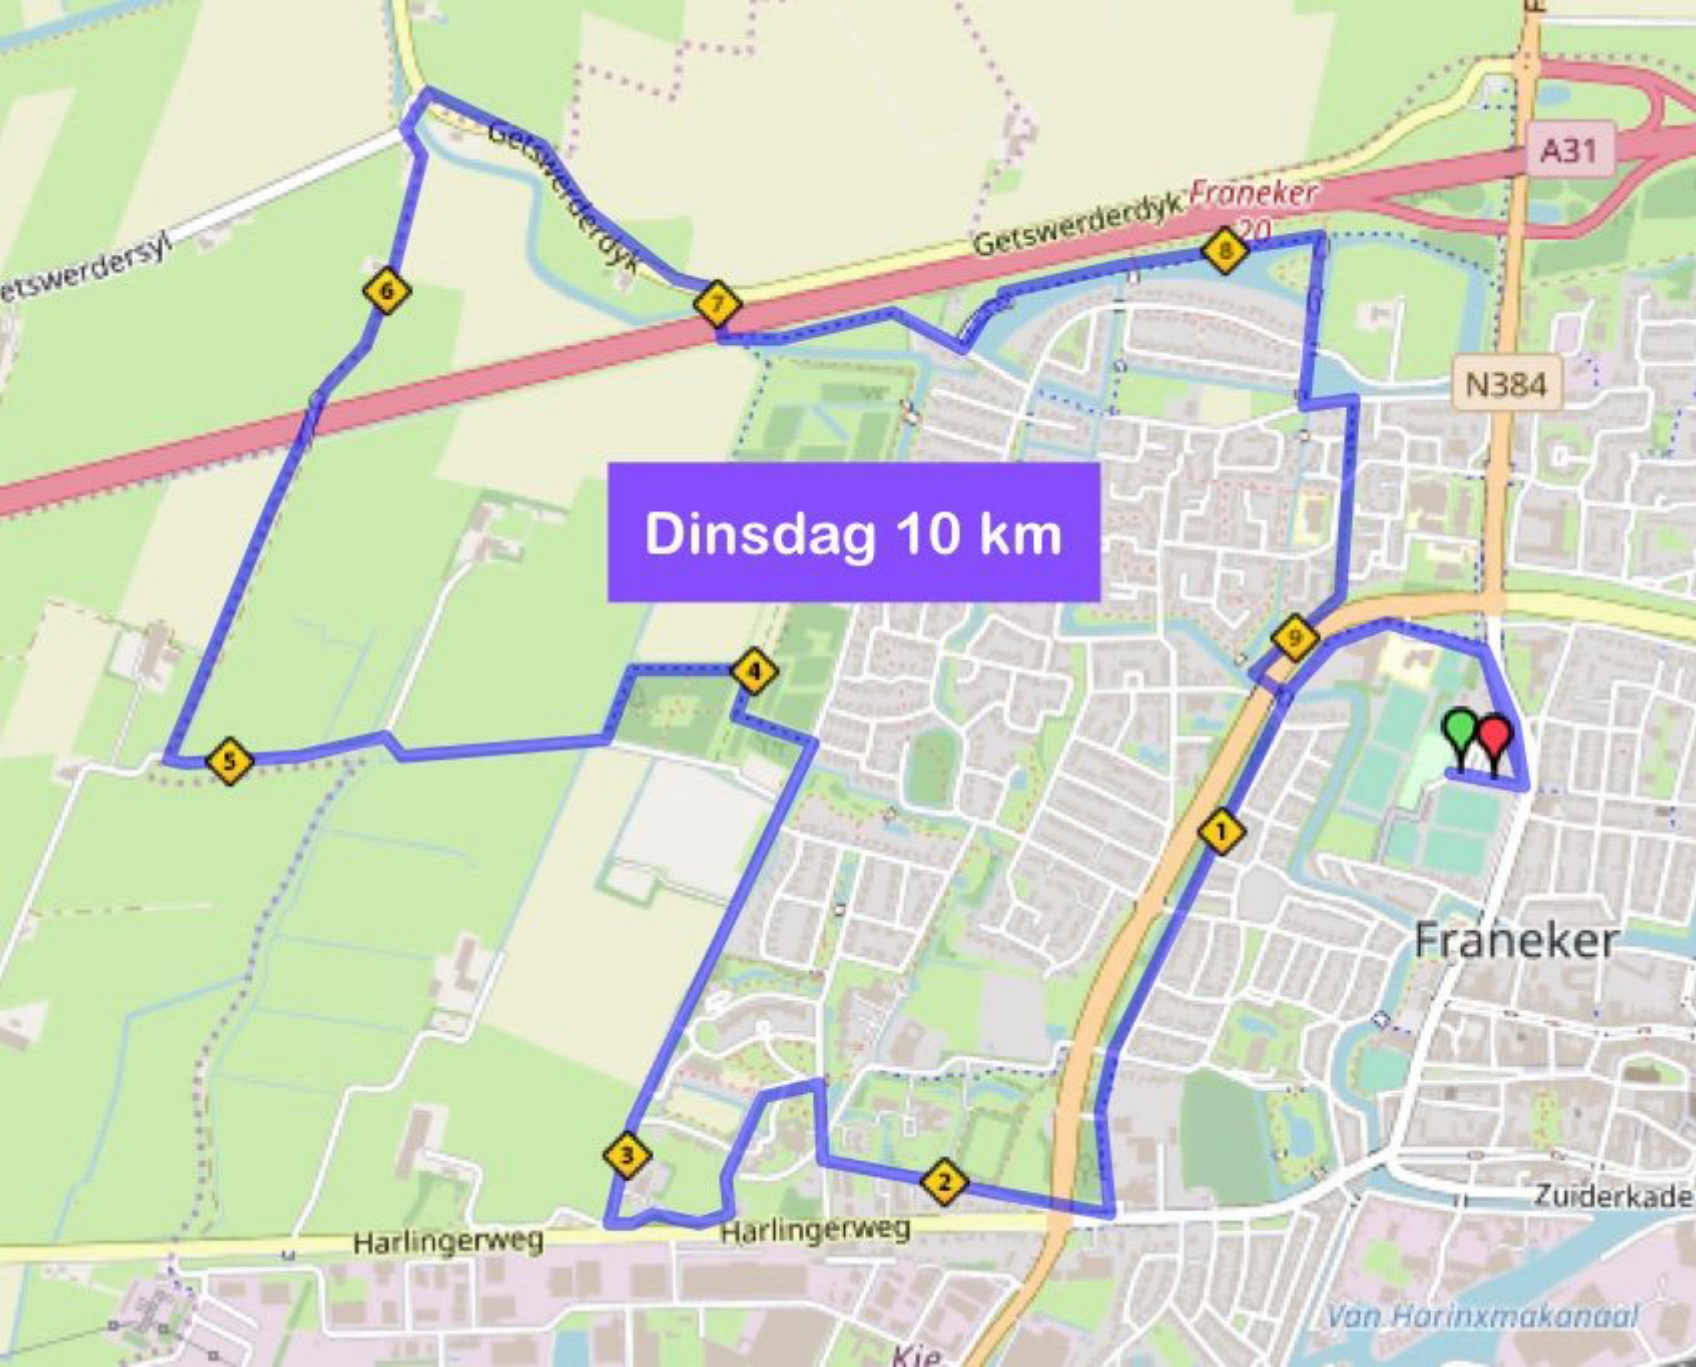 F
A31
Getswerderdyk
Franeker
20
Getswerderdyk
8
etswerdersyl
6
7
N384
Dinsdag 10 km
9
4
5
1
Franeker
3
2
Zuiderkade
Harlingerweg
Harlingerweg
Van Harinxmakanaal
Kie